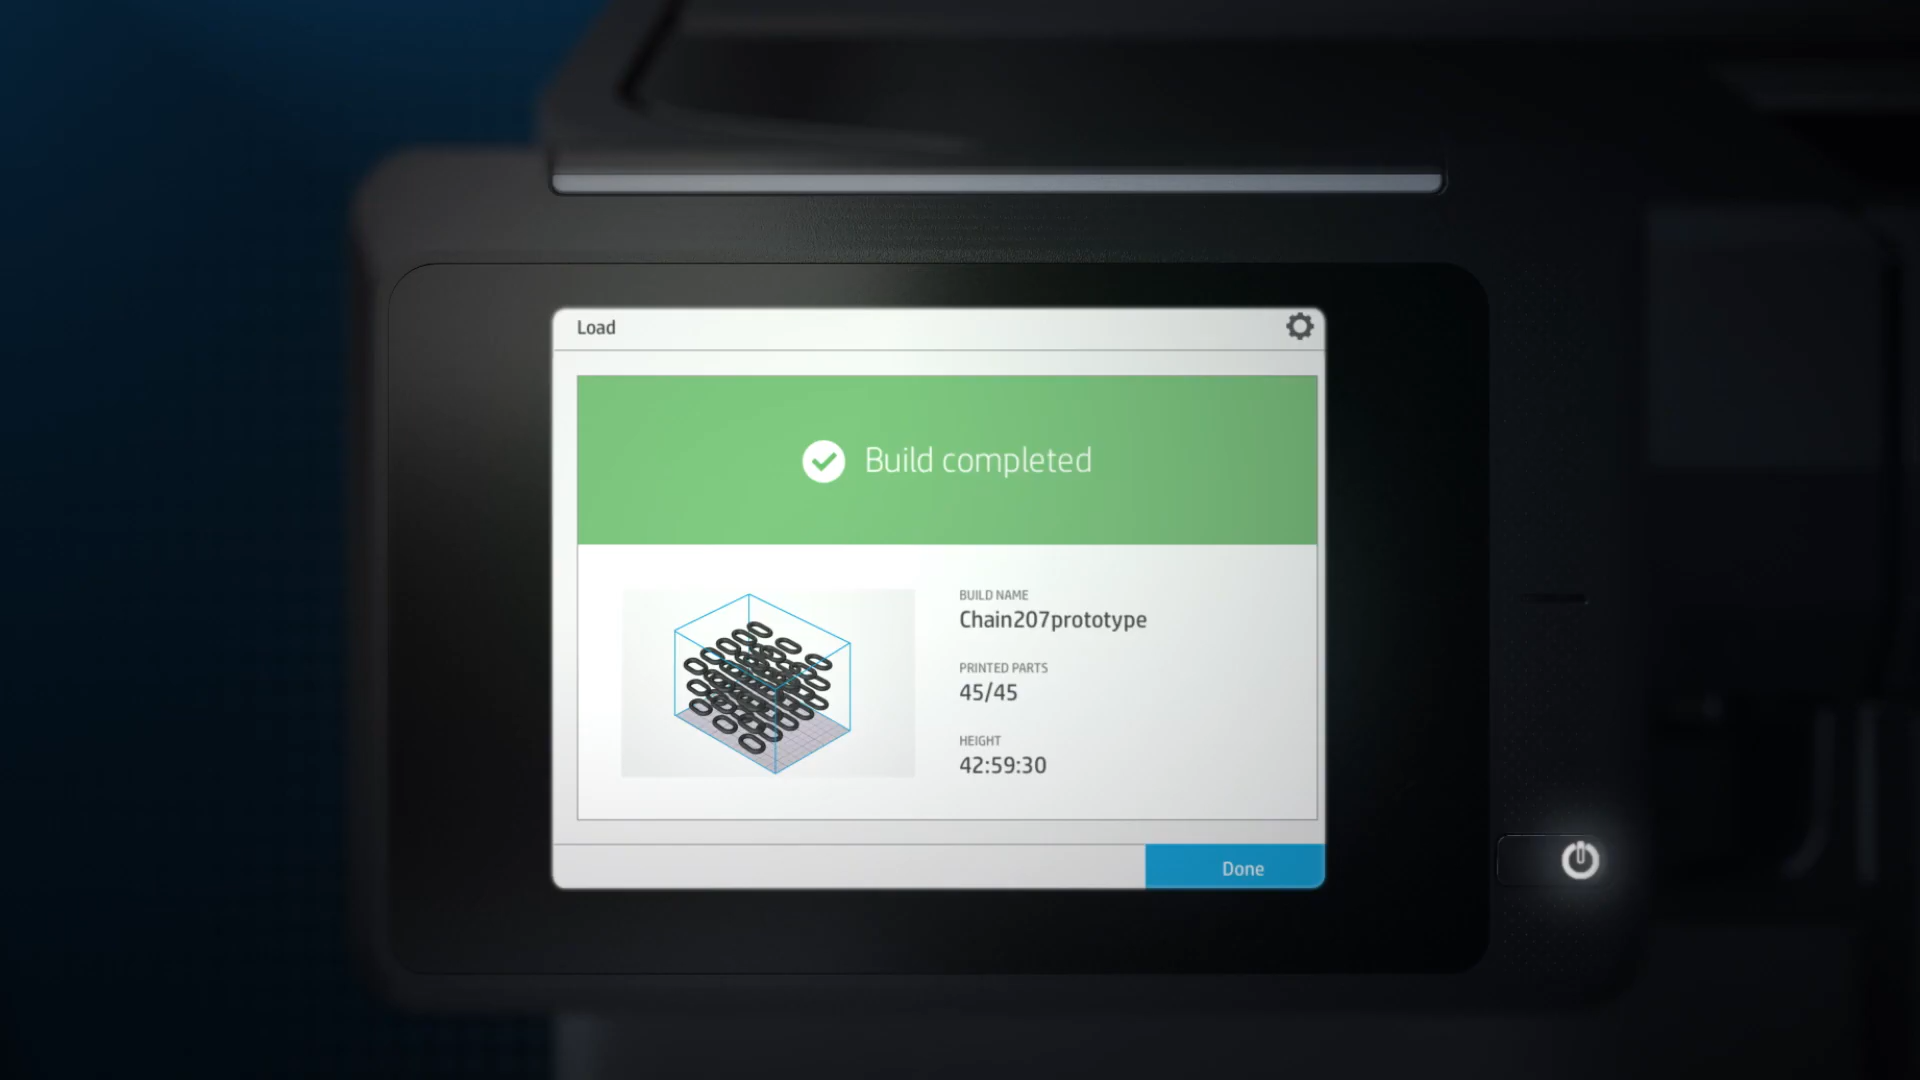 Load
Build completed
BUILD NAME
Chain207prototype
PRINTED PARTS
45/45
HEIGHT
42:59:30
Done